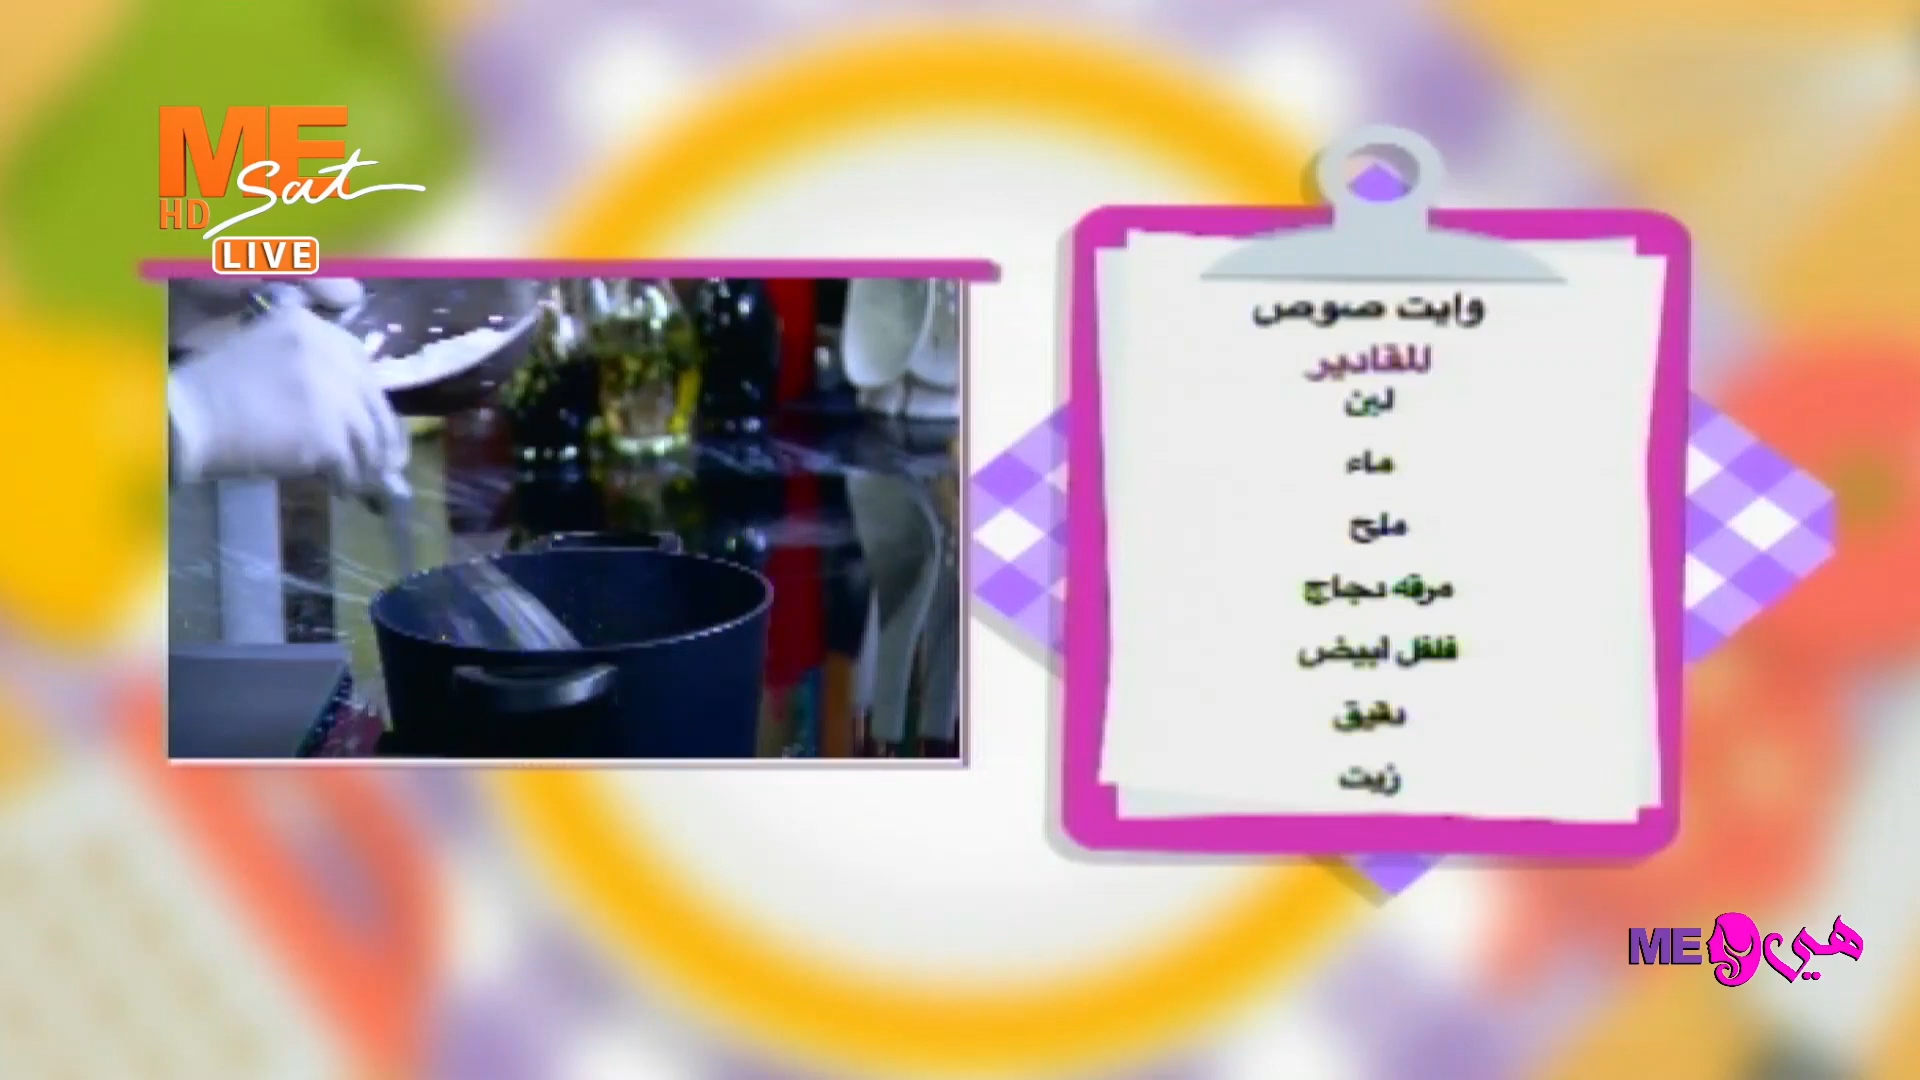 ME
Sat
HD
LIVE
وايت صوص
للقادير
لبن
ماء
ملح
مرقه دجاج
فلفل ابيض
دقيق
زيت
ME هي